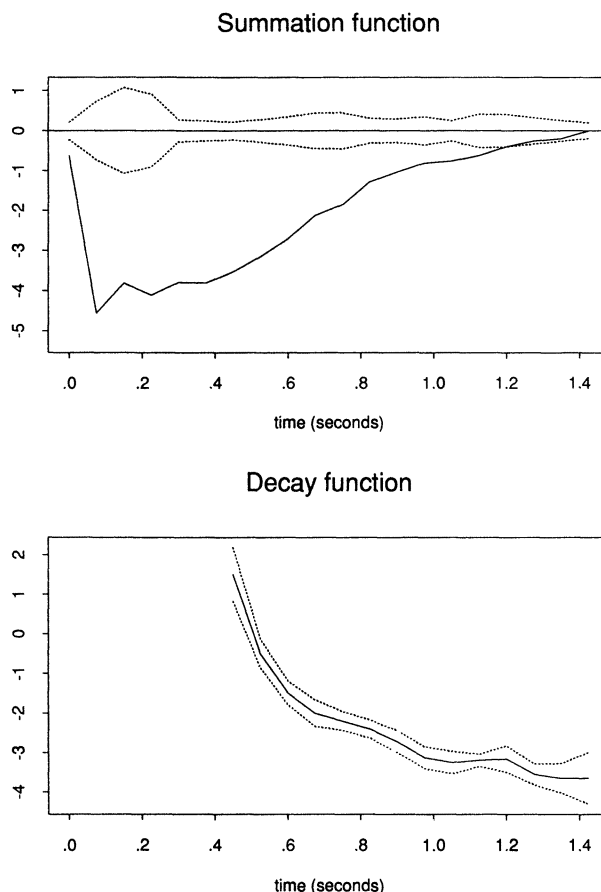 Summation function
1
0
-1
-2
-3
-4
-5
.0 .2 .4 .6 .8 1.0 1.2 1.4
time (seconds)
Decay function
2
1
0
-1
-2
-3
-4
.0 .2 .4 .6 .8 1.0 1.2 1.4
time (seconds)